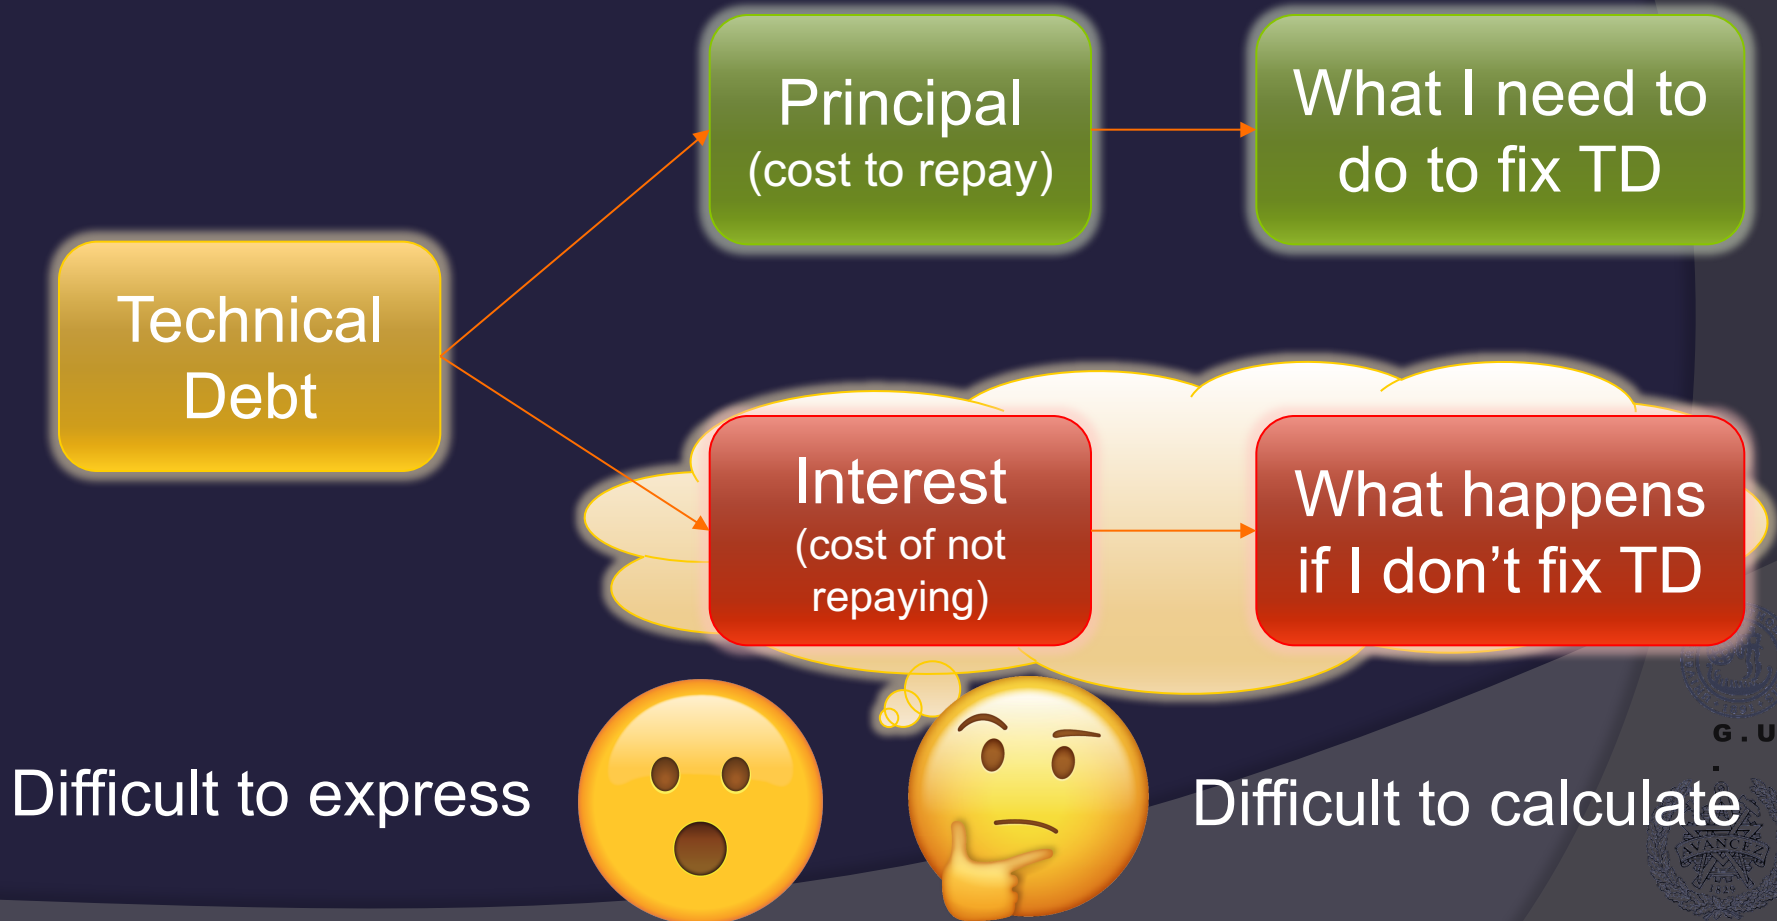 Principal
(cost to repay)
What I need to
do to fix TD
Technical
Debt
Interest
(cost of not
repaying)
What happens
if I don’t fix TD
Difficult to express
Difficult to calculate
G.U
AVANCEZ